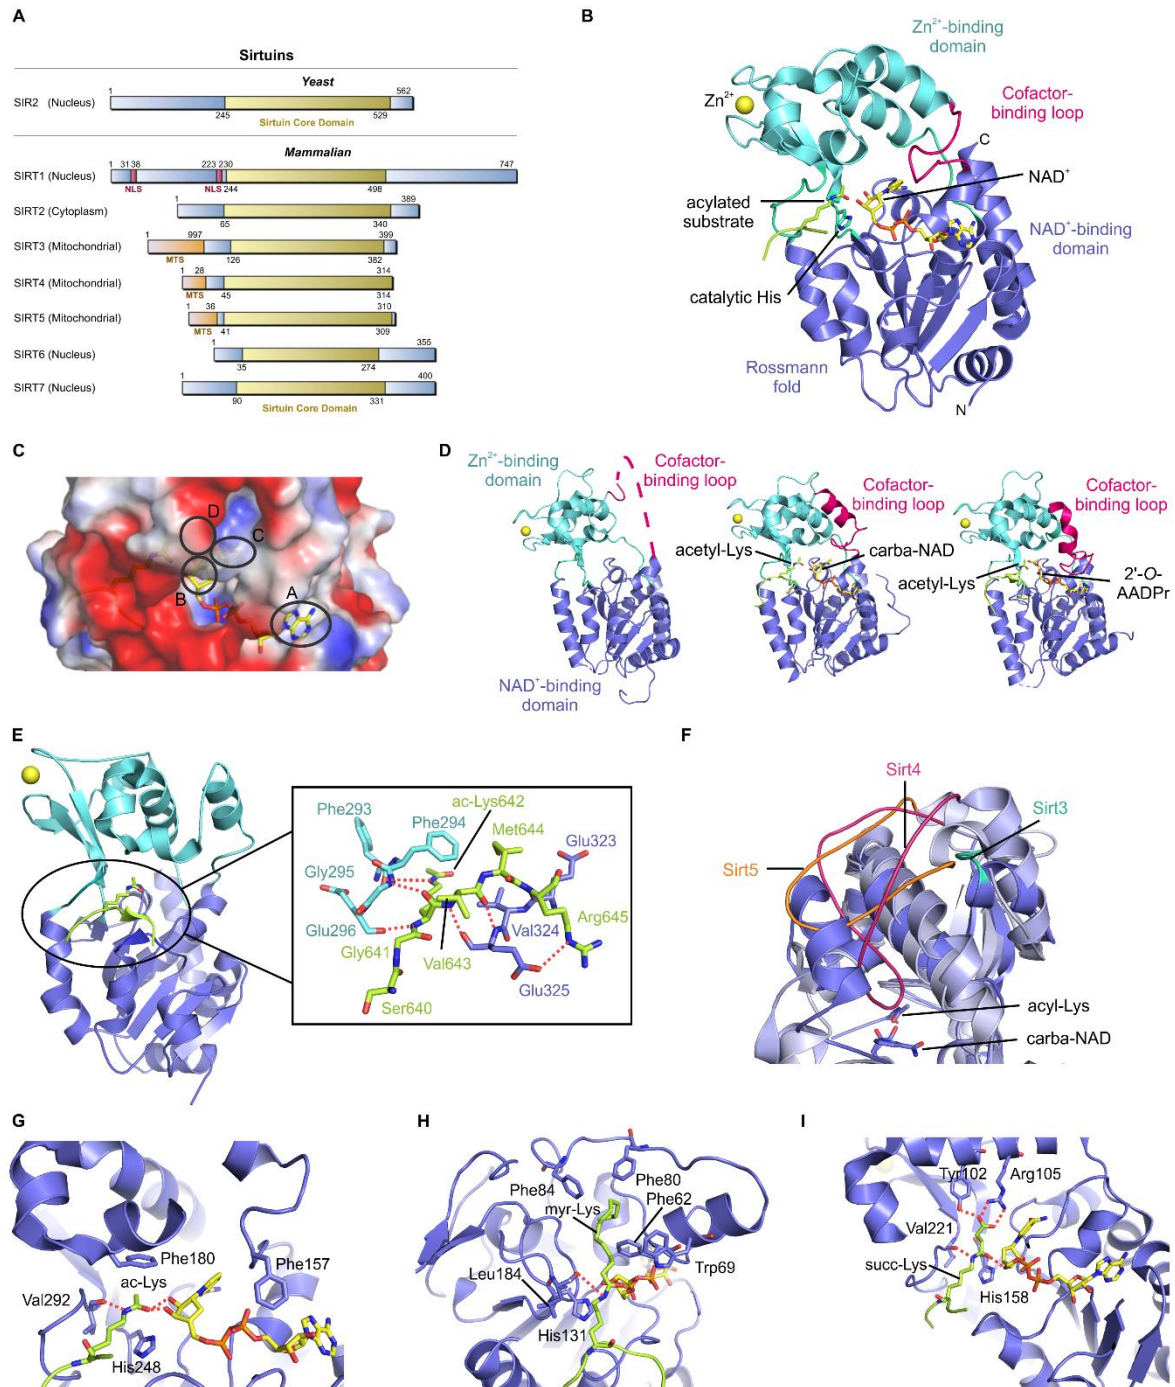 A
Sirtuins
Yeast
1
562
SIR2 (Nucleus)
245
529
Sirtuin Core Domain
Mammalian
1
31
38
223
230
747
SIRT1 (Nucleus)
NLS
NLS
244
498
1
389
SIRT2 (Cytoplasm)
65
340
1
997
399
SIRT3 (Mitochondrial)
MTS
126
382
1
28
314
SIRT4 (Mitochondrial)
MTS
45
314
1
36
310
SIRT5 (Mitochondrial)
MTS
41
309
1
355
SIRT6 (Nucleus)
35
274
1
400
SIRT7 (Nucleus)
90
331
Sirtuin Core Domain
B
Zn²⁺-binding
domain
Zn²⁺
Cofactor-
binding loop
C
NAD⁺
acylated
substrate
NAD⁺-binding
domain
catalytic His
Rossmann
fold
N
C
D
C
B
A
D
Zn²⁺-binding
domain
Cofactor-
binding loop
NAD⁺-binding
domain
Cofactor-
binding loop
acetyl-Lys
carba-NAD
Cofactor-
binding loop
acetyl-Lys
2'-O-
AADPr
E
Phe293
ac-Lys642
Phe294
Met644
Glu323
Gly295
Glu296
Arg645
Val324
Gly641
Val643
Glu325
Ser640
F
Sirt4
Sirt3
Sirt5
acyl-Lys
carba-NAD
G
Phe180
Phe157
ac-Lys
Val292
His248
H
Phe84
Phe80
myr-Lys
Phe62
Leu184
Trp69
His131
I
Tyr102
Arg105
Val221
succ-Lys
His158